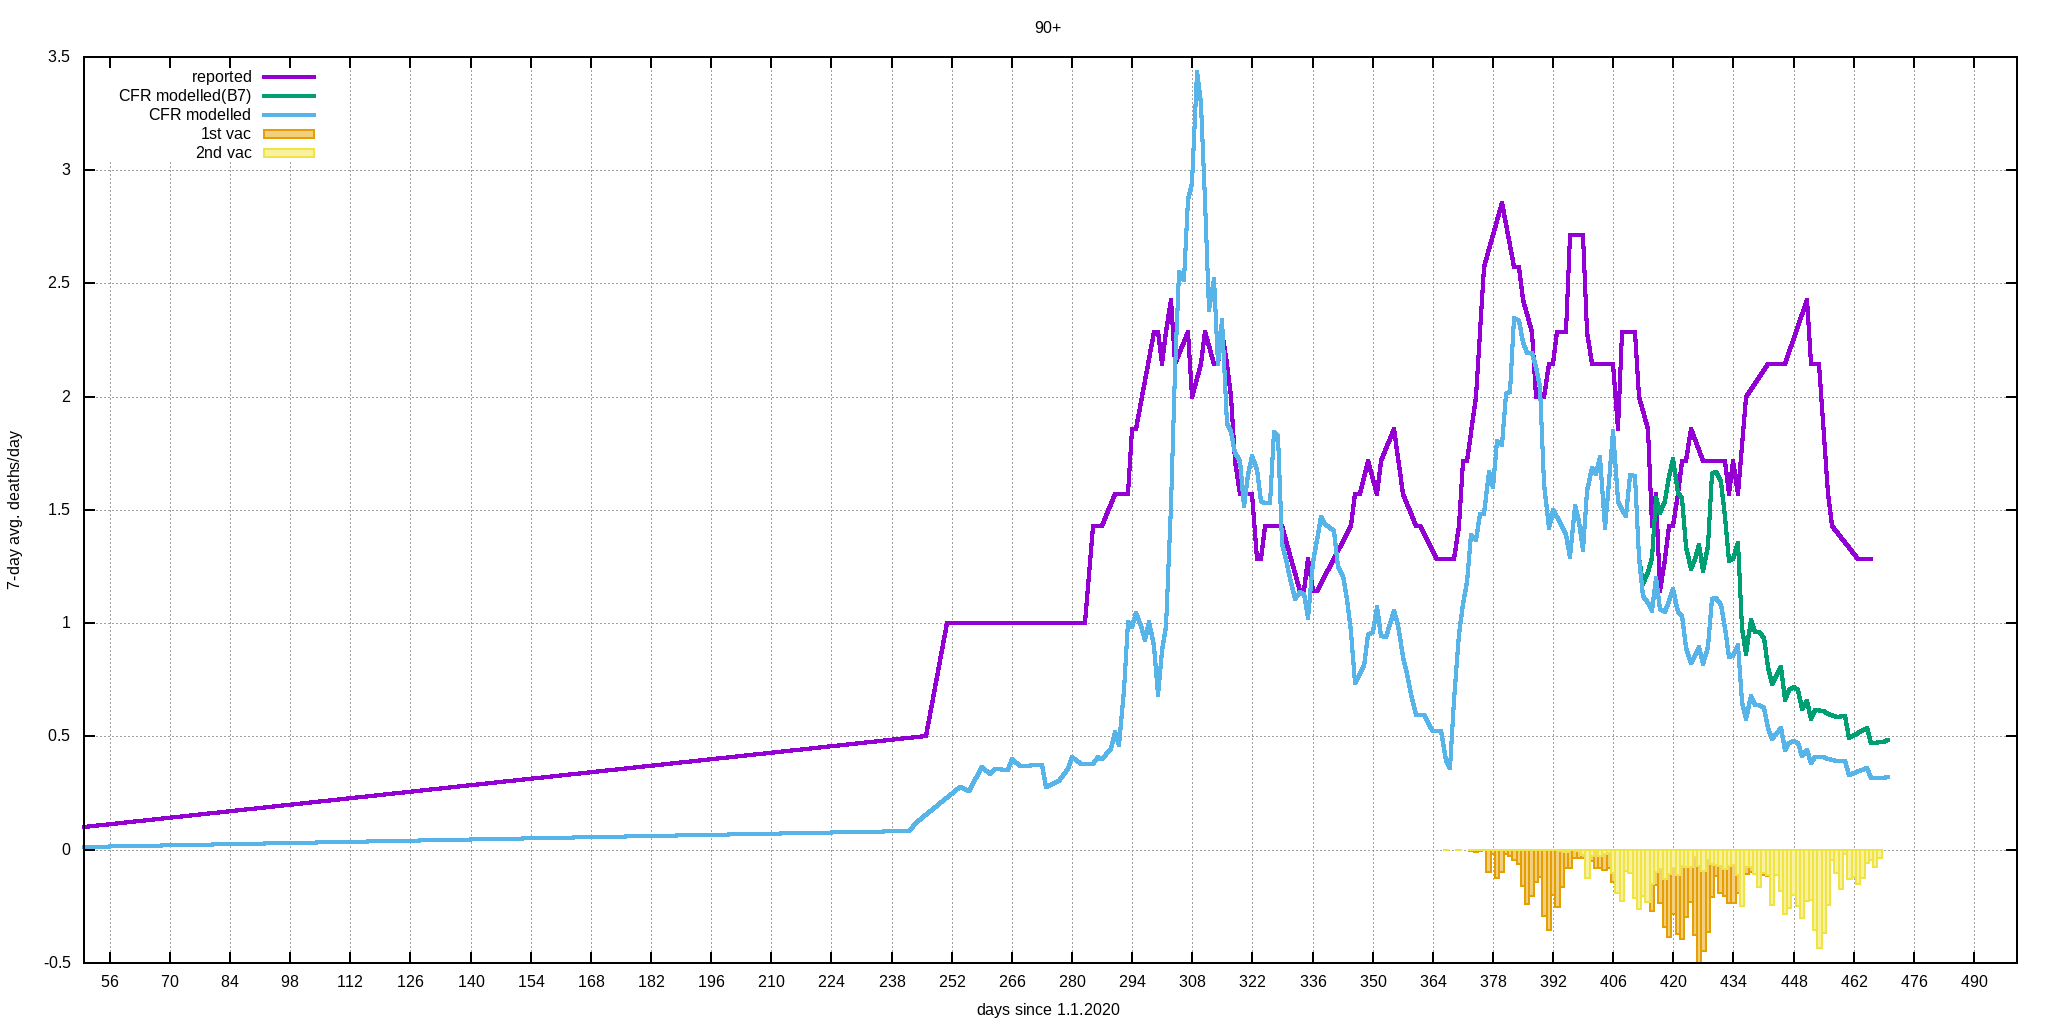 90+
3.5
3
2.5
2
1.5
1
0.5
0
-0.5
7-day avg. deaths/day
reported
CFR modelled(B7)
CFR modelled
1st vac
2nd vac
56 70 84 98 112 126 140 154 168 182 196 210 224 238 252 266 280 294 308 322 336 350 364 378 392 406 420 434 448 462 476 490
days since 1.1.2020